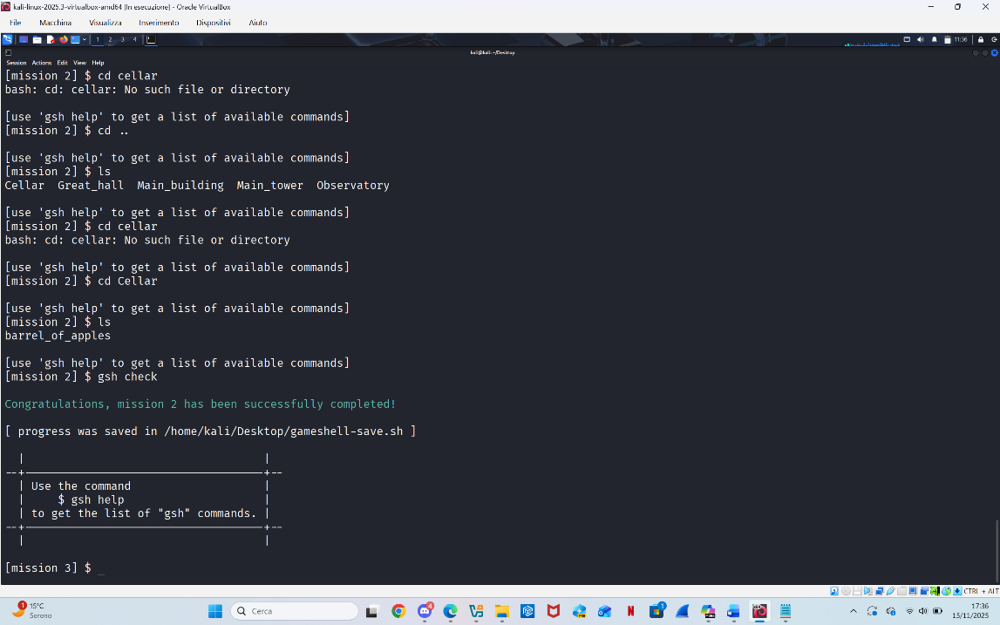 kali-linux-2025.3-virtualbox-amd64 [In esecuzione] - Oracle VirtualBox
File Macchina Visualizza Inserimento Dispositivi Aiuto
1 2 3 4 11:36
kali@kali: ~/Desktop
Session Actions Edit View Help
[mission 2] $ cd cellar
bash: cd: cellar: No such file or directory
[use 'gsh help' to get a list of available commands]
[mission 2] $ cd ..
[use 'gsh help' to get a list of available commands]
[mission 2] $ ls
Cellar Great_hall Main_building Main_tower Observatory
[use 'gsh help' to get a list of available commands]
[mission 2] $ cd cellar
bash: cd: cellar: No such file or directory
[use 'gsh help' to get a list of available commands]
[mission 2] $ cd Cellar
[use 'gsh help' to get a list of available commands]
[mission 2] $ ls
barrel_of_apples
[use 'gsh help' to get a list of available commands]
[mission 2] $ gsh check
Congratulations, mission 2 has been successfully completed!
[ progress was saved in /home/kali/Desktop/gameshell-save.sh ]
Use the command
$ gsh help
to get the list of "gsh" commands.
[mission 3] $ _
CTRL + ALT
1 15°C
Sereno
Cerca
4
1
17:36
15/11/2025